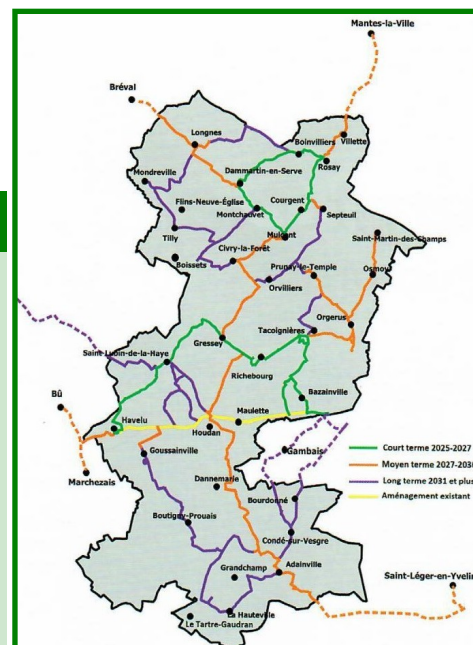 Mantes-la-Ville
Bréval
Longnes
Boinvilliers
Villette
Rosay
Mondreville
Dammartin-en-Serve
Flins-Neuve-Église
Courgent
Montchauvet
Septeuil
Tilly
Mulcent
Saint-Martin-des-Champs
Civry-la-Forêt
Boissets
Prunay-le-Temple
Osmoy
Orvilliers
Orgerus
Tacoignières
Gressey
Saint-Lubin-de-la-Haye
Richebourg
Bû
Bazainville
Havelu
Maulette
Houdan
Gambais
Court terme 2025-2027
Goussainville
Moyen terme 2027-2030
Marchezais
Long terme 2031 et plus
Dannemarie
Aménagement existant
Bourdonné
Boutigny-Prouais
Condé-sur-Vesgre
Adainville
Grandchamp
Saint-Léger-en-Yvelin
La Hauteville
Le Tartre-Gaudran